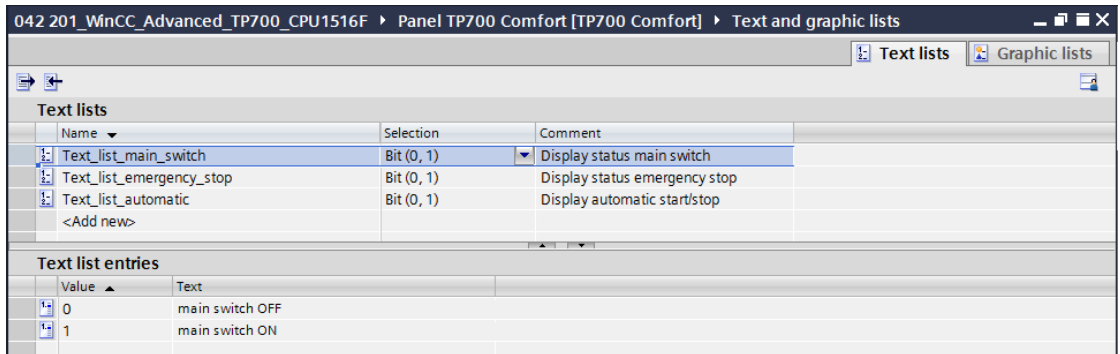 042 201_WinCC_Advanced_TP700_CPU1516F ▸ Panel TP700 Comfort [TP700 Comfort] ▸ Text and graphic lists
Text lists Graphic lists
Text lists
Name Selection Comment
Text_list_main_switch Bit (0, 1) Display status main switch
Text_list_emergency_stop Bit (0, 1) Display status emergency stop
Text_list_automatic Bit (0, 1) Display automatic start/stop
<Add new>
Text list entries
Value Text
0 main switch OFF
1 main switch ON